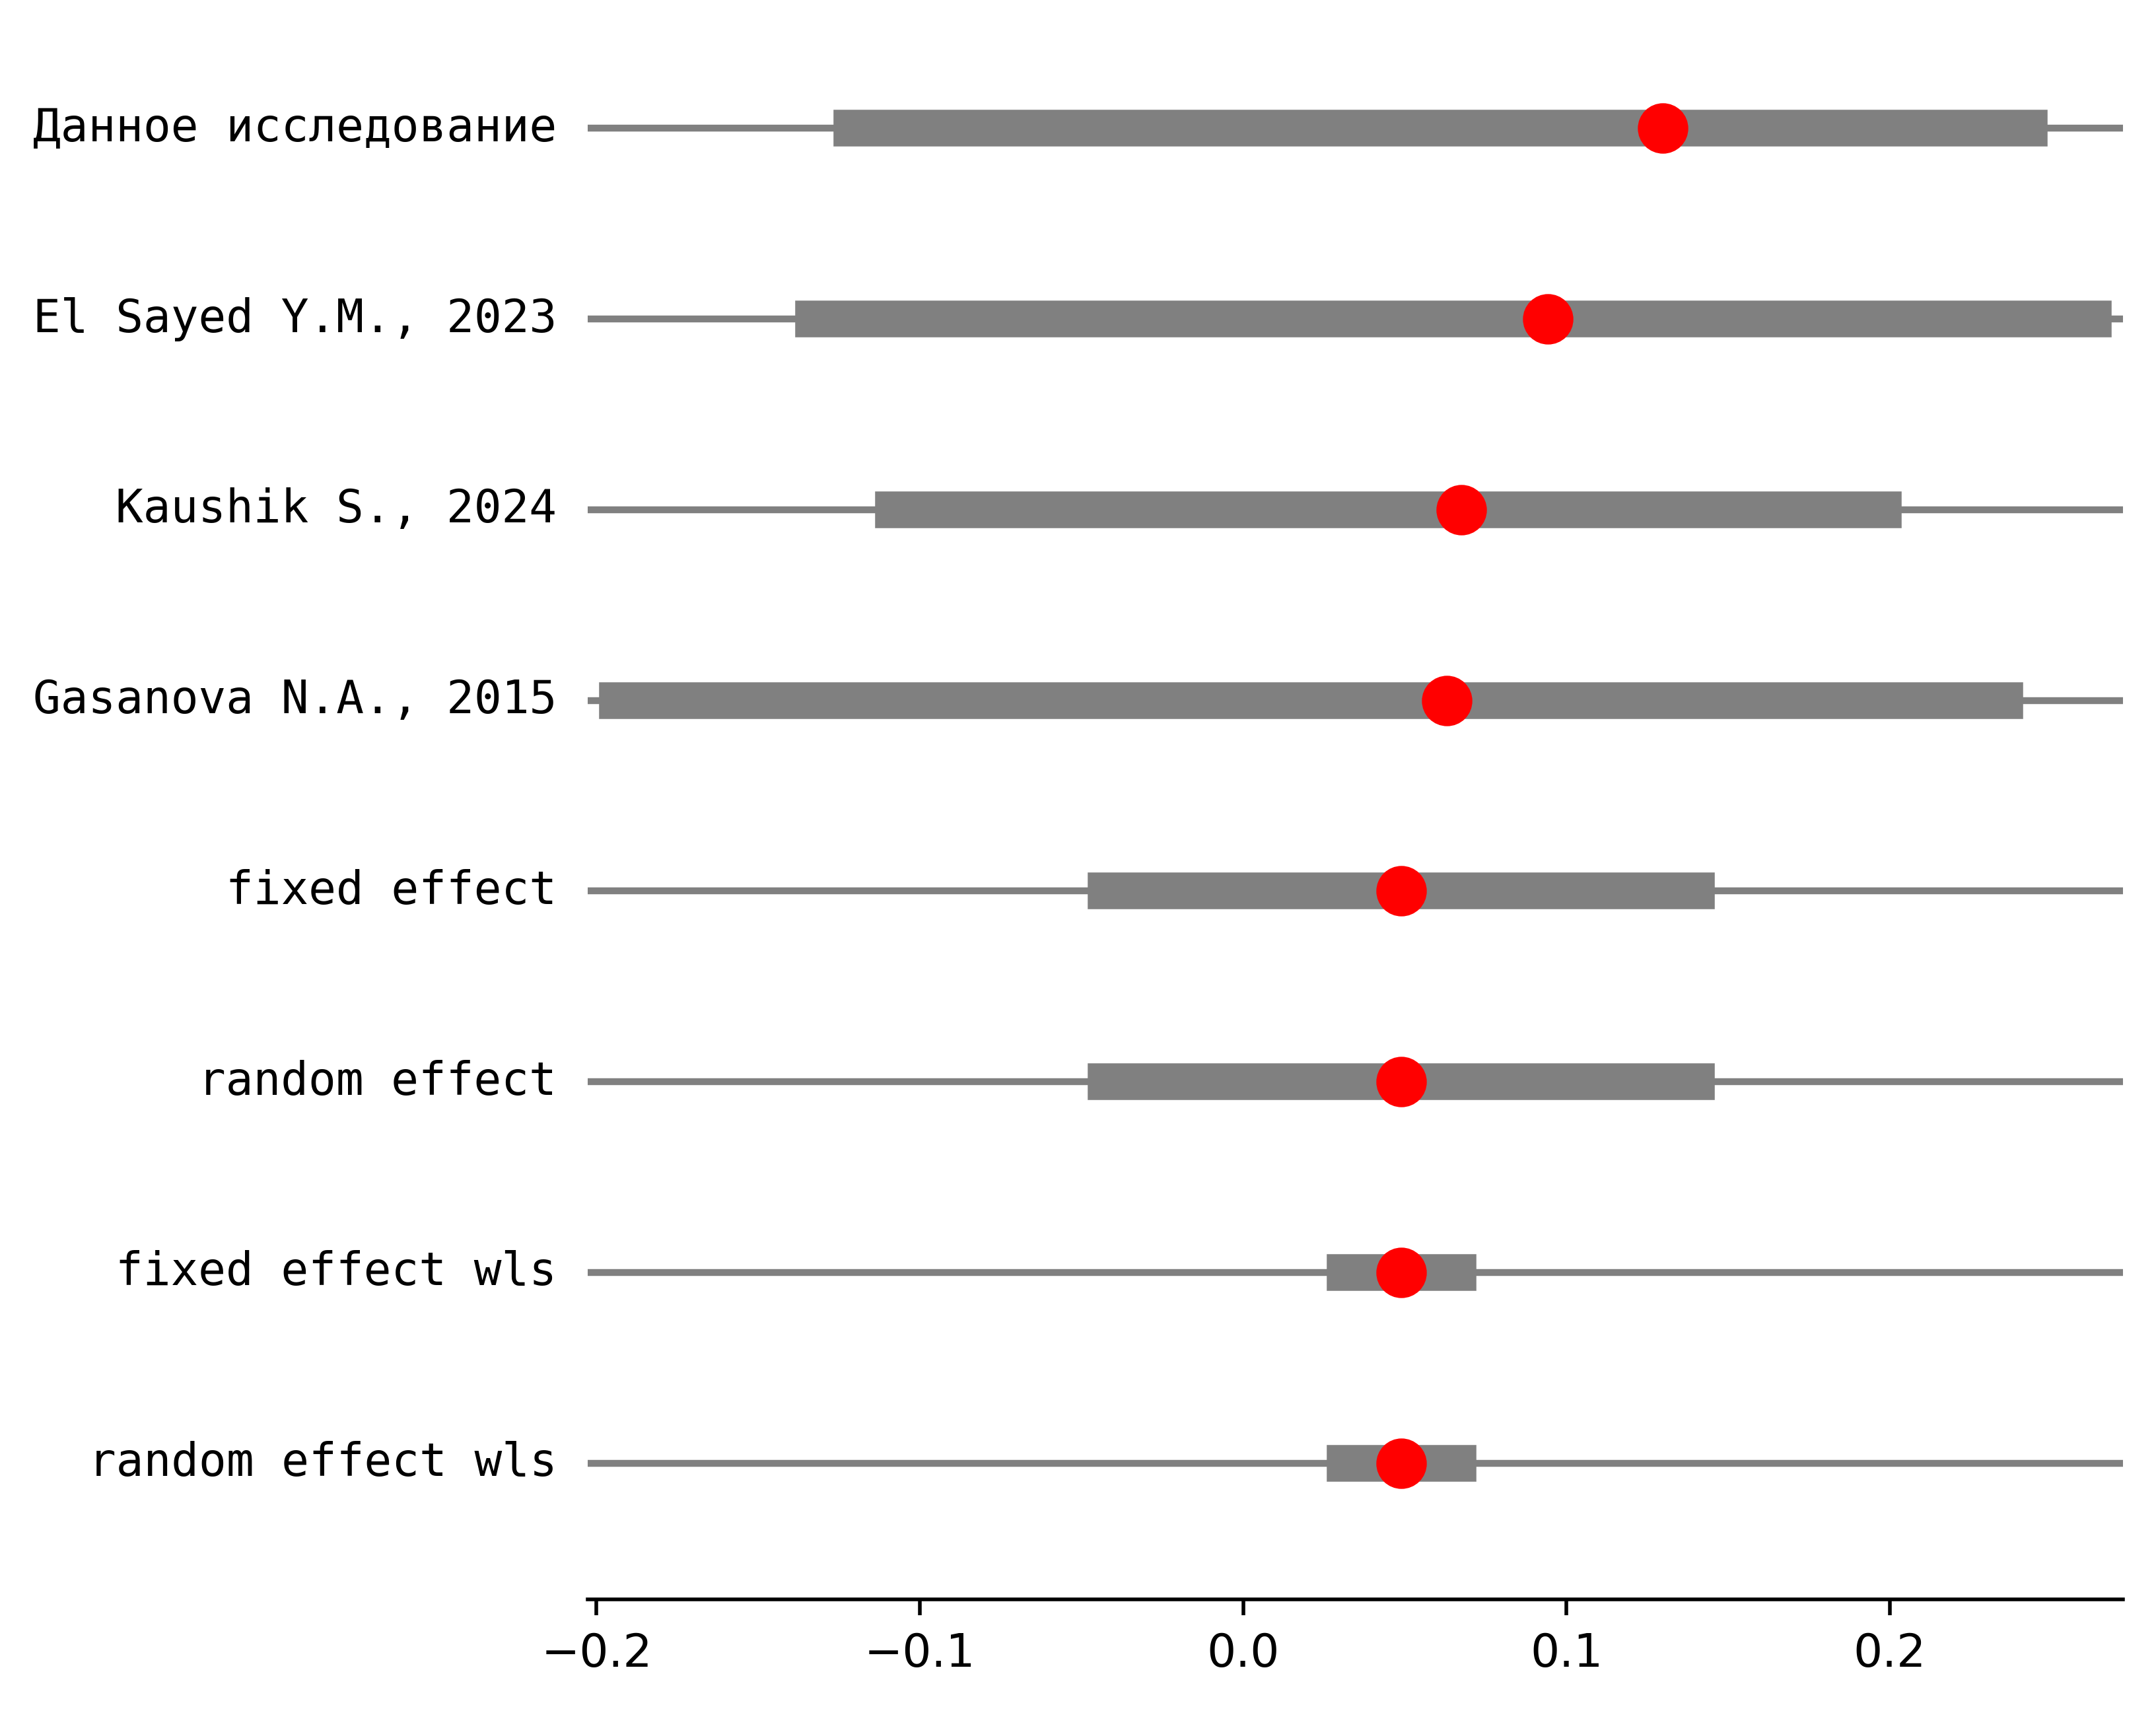 Данное исследование
El Sayed Y.M., 2023
Kaushik S., 2024
Gasanova N.A., 2015
fixed effect
random effect
fixed effect wls
random effect wls
−0.2 −0.1 0.0 0.1 0.2